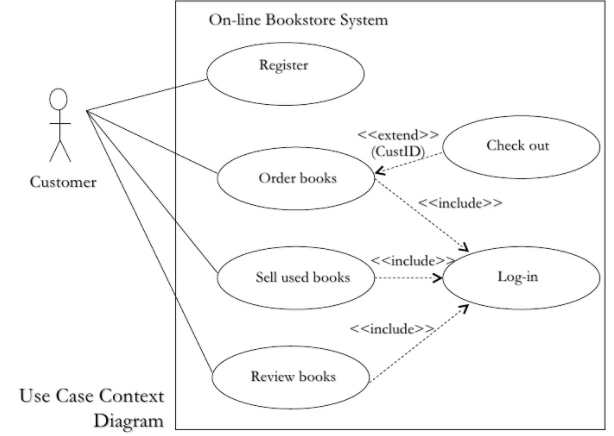 On-line Bookstore System
Register
<<extend>>
(CustID)
Check out
Customer
Order books
<<include>>
<<include>>
Sell used books
Log-in
<<include>>
Review books
Use Case Context
Diagram